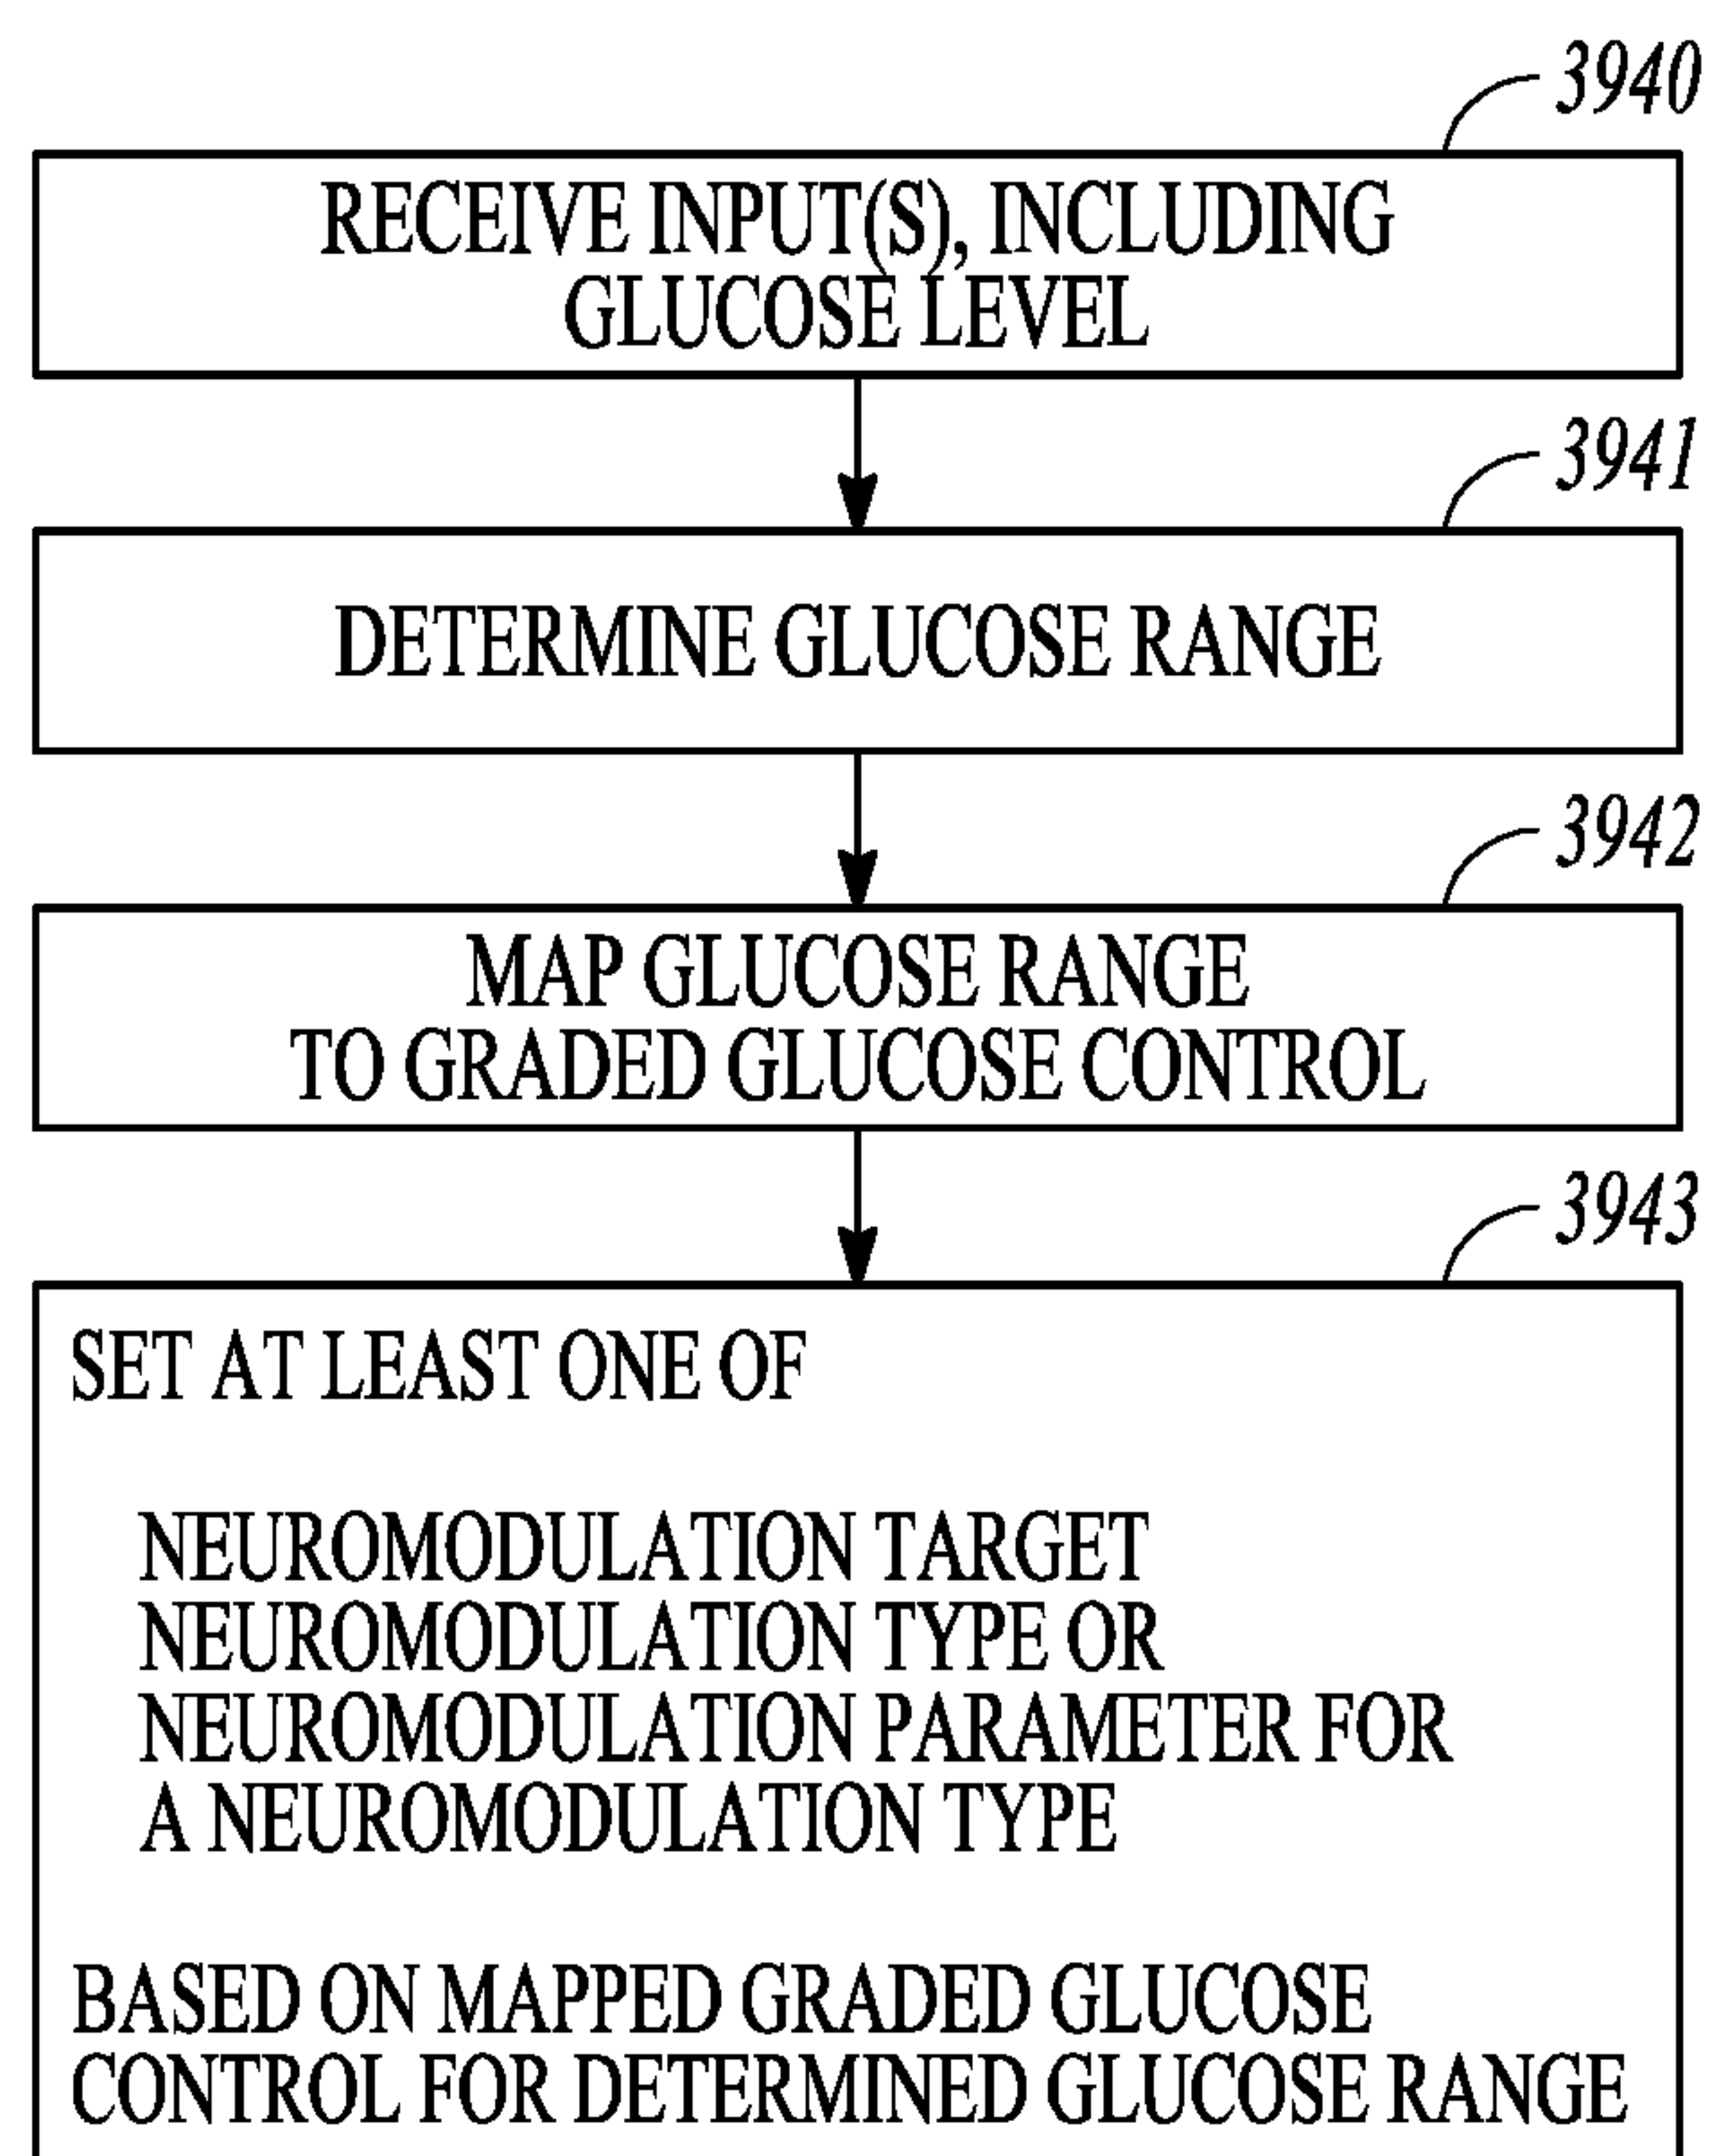 3940
RECEIVE INPUT(S), INCLUDING
GLUCOSE LEVEL
3941
DETERMINE GLUCOSE RANGE
3942
MAP GLUCOSE RANGE
TO GRADED GLUCOSE CONTROL
3943
SET AT LEAST ONE OF
NEUROMODULATION TARGET
NEUROMODULATION TYPE OR
NEUROMODULATION PARAMETER FOR
A NEUROMODULATION TYPE
BASED ON MAPPED GRADED GLUCOSE
CONTROL FOR DETERMINED GLUCOSE RANGE